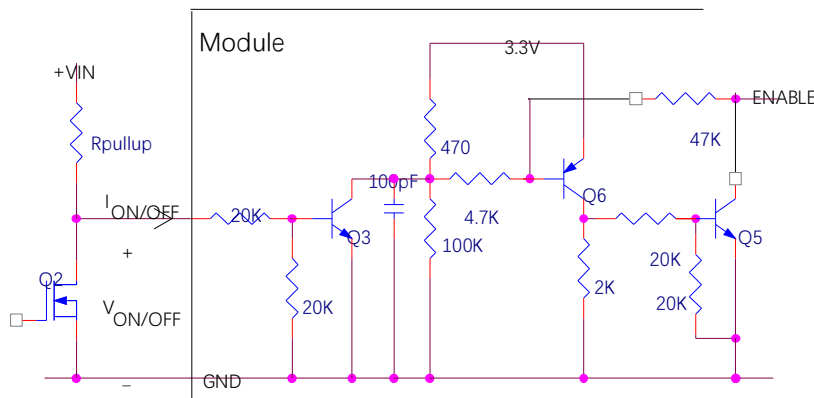 Module
3.3V
+VIN
ENABLE
Rpullup
470
47K
100pF
I ON/OFF
20K
4.7K
Q6
Q3
100K
Q5
+
Q2
20K
20K
2K
20K
V ON/OFF
–
GND